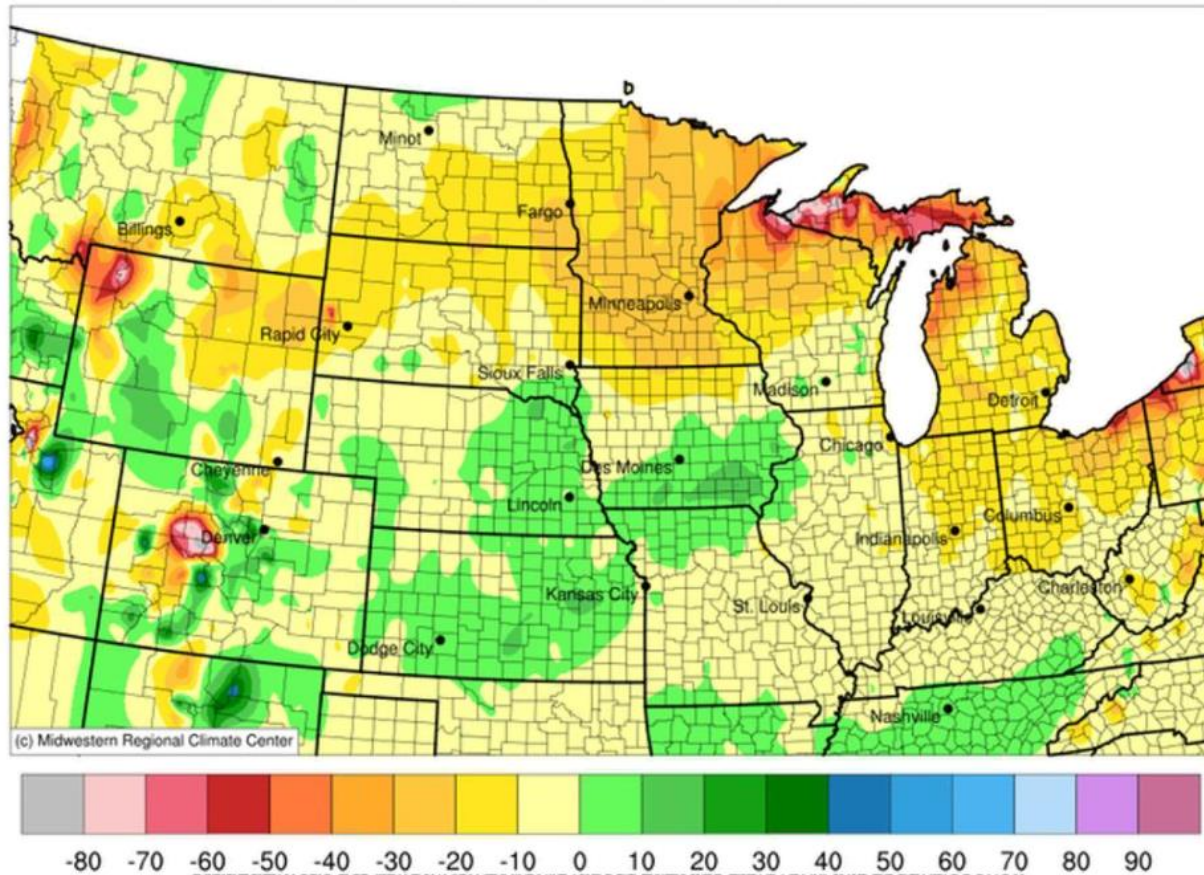 Minot
Fargo
Billings
Minneapolis
Rapid City
Sioux Falls
Madison
Detroit
Chicago
Cheyenne
Des Moines
Lincoln
Columbus
Denver
Indianapolis
Kansas City
Charleston
St. Louis
Louisville
Dodge City
Nashville
(c) Midwestern Regional Climate Center
-80 -70 -60 -50 -40 -30 -20 -10 0 10 20 30 40 50 60 70 80 90